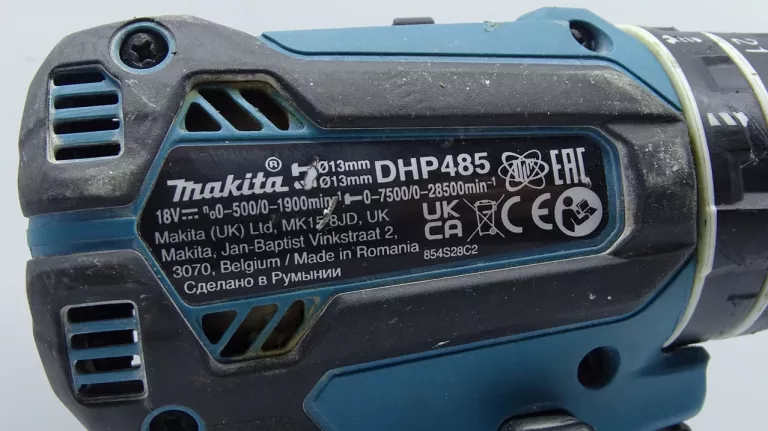 makita® Ø13mm DHP485 EAC
Ø13mm
18V⎓ n₀0-500/0-1900min⁻¹ 0-7500/0-28500min⁻¹
Makita (UK) Ltd, MK15 8JD, UK
UK CA CE
Makita, Jan-Baptist Vinkstraat 2,
3070, Belgium / Made in Romania
854S28C2
Сделано в Румынии